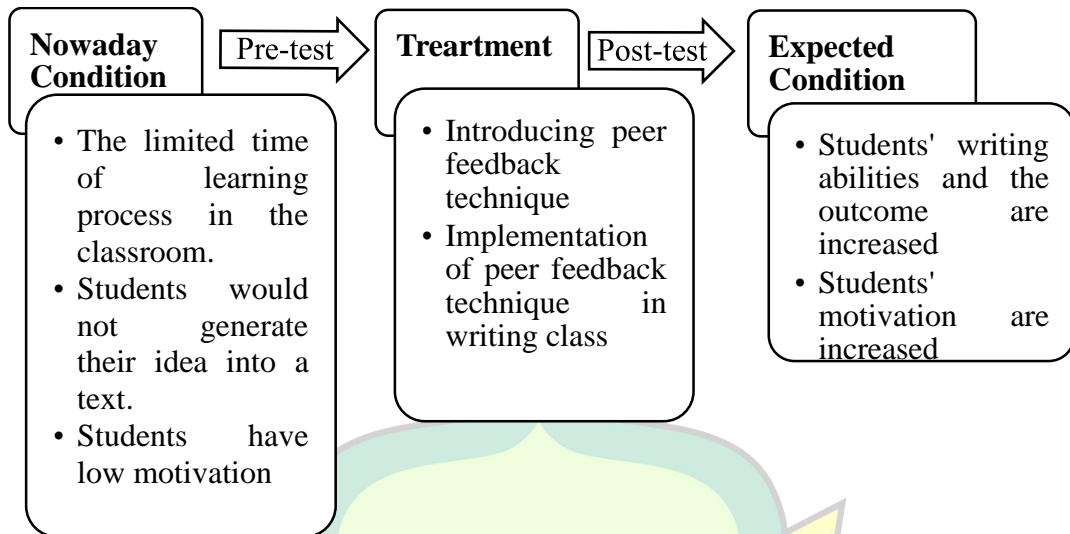 Nowaday
Condition
Pre-test
Treartment
Post-test
Expected
Condition
• The limited time
of learning
process in the
classroom.
• Students would
not generate
their idea into a
text.
• Students have
low motivation
• Introducing peer
feedback
technique
• Implementation
of peer feedback
technique in
writing class
• Students' writing
abilities and the
outcome are
increased
• Students'
motivation are
increased